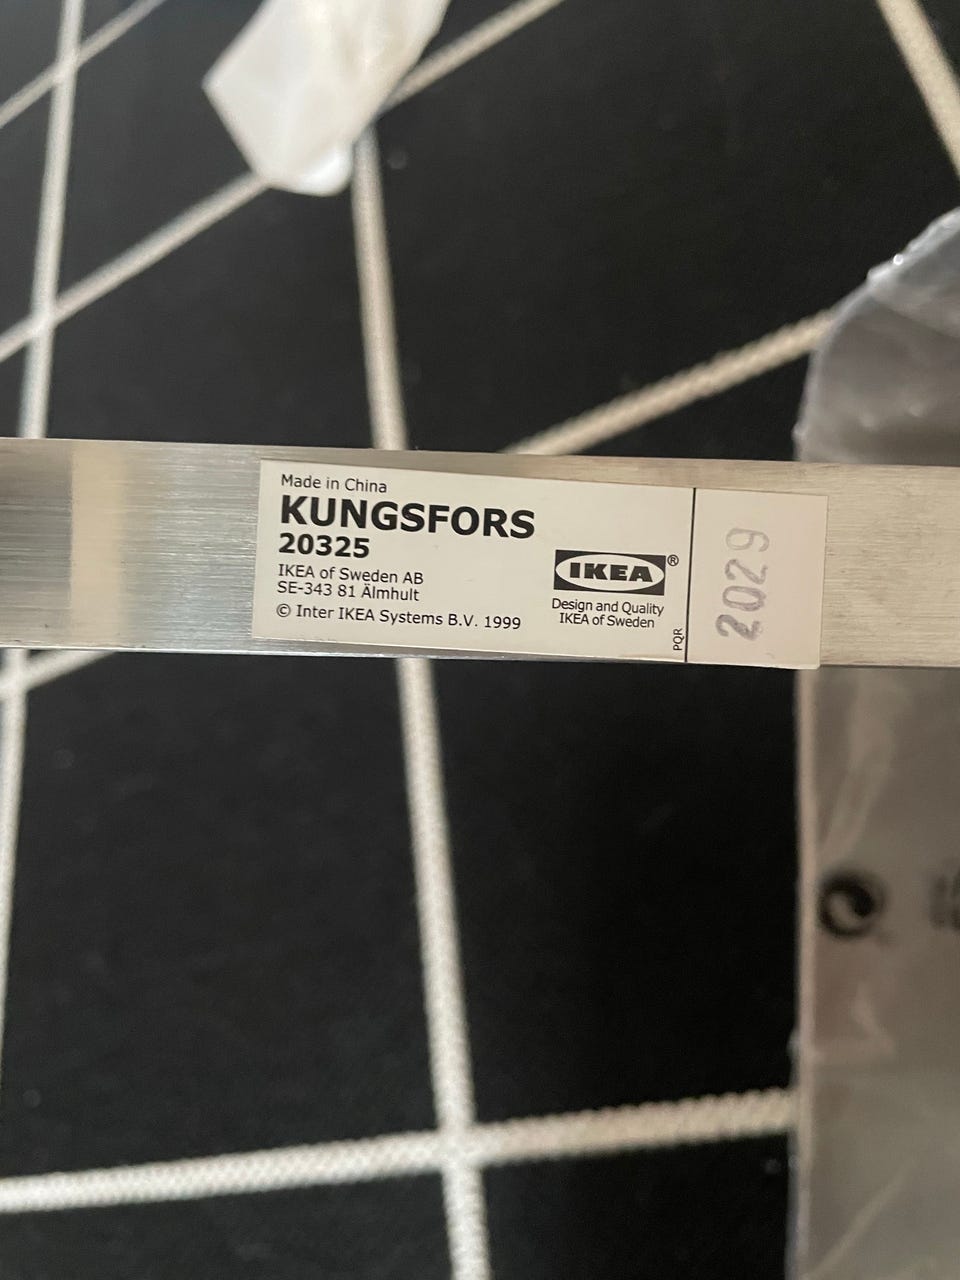 Made in China
KUNGSFORS
20325
IKEA of Sweden AB
SE-343 81 Älmhult
© Inter IKEA Systems B.V. 1999
IKEA®
Design and Quality
IKEA of Sweden
PQR
2029